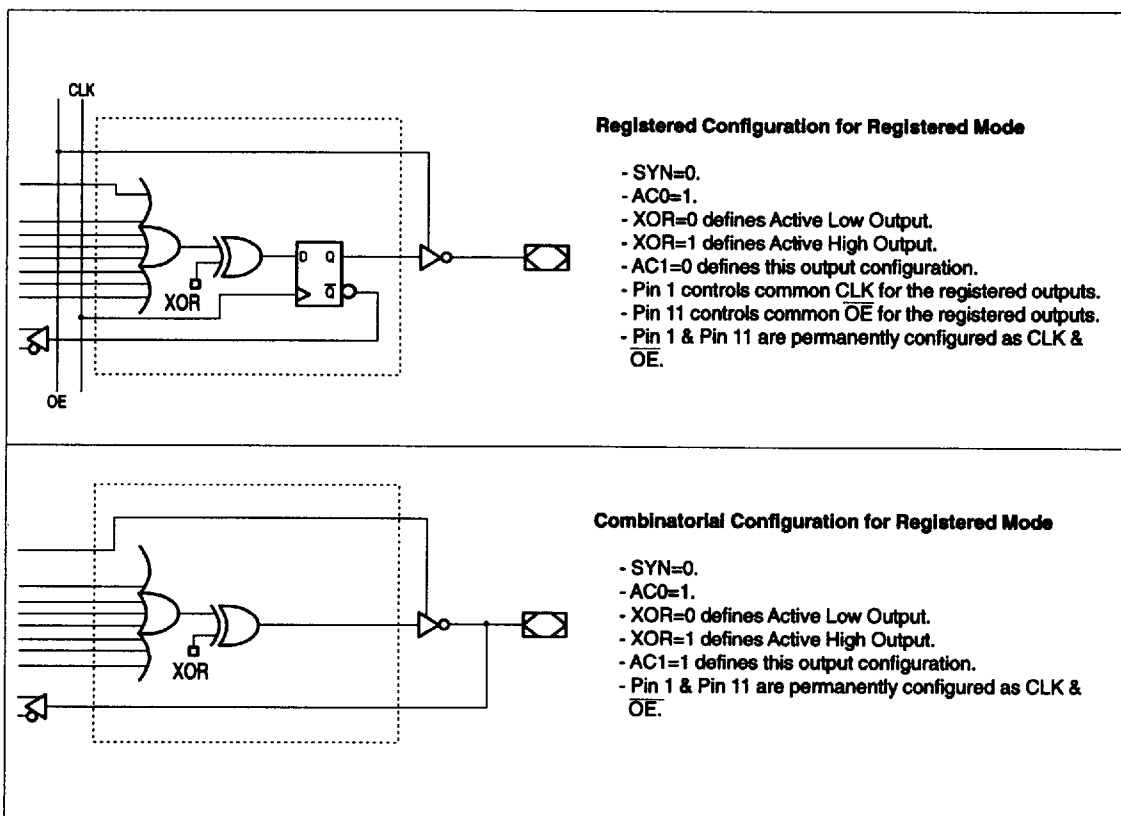 CLK
Registered Configuration for Registered Mode
- SYN=0.
- AC0=1.
- XOR=0 defines Active Low Output.
- XOR=1 defines Active High Output.
- AC1=0 defines this output configuration.
- Pin 1 controls common CLK for the registered outputs.
- Pin 11 controls common O̅E̅ for the registered outputs.
- Pin 1 & Pin 11 are permanently configured as CLK &
O̅E̅.
D Q
XOR
Q̅
OE
Combinatorial Configuration for Registered Mode
- SYN=0.
- AC0=1.
- XOR=0 defines Active Low Output.
- XOR=1 defines Active High Output.
- AC1=1 defines this output configuration.
- Pin 1 & Pin 11 are permanently configured as CLK &
O̅E̅.
XOR